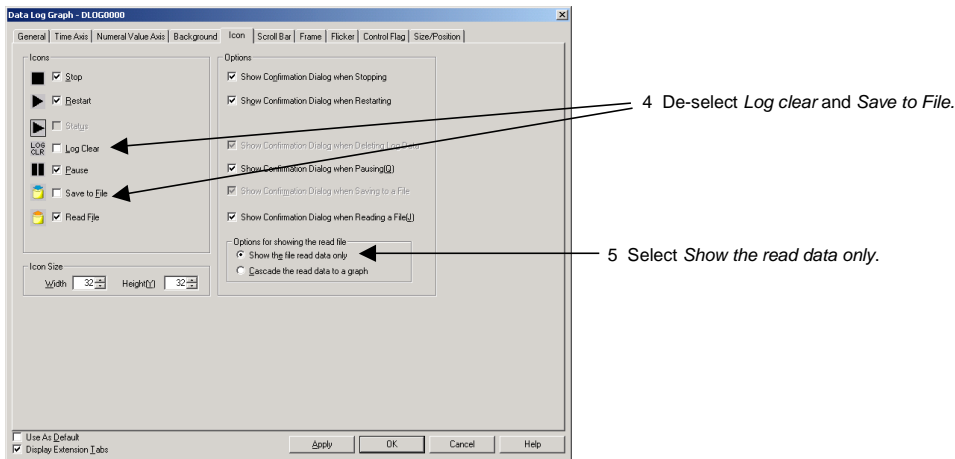 Data Log Graph - DLOG0000
General Time Axis Numeral Value Axis Background Icon Scroll Bar Frame Flicker Control Flag Size/Position
Icons
Stop
Restart
Status
LOG CLR Log Clear
Pause
Save to File
Read File
Icon Size
Width 32 Height(Y) 32
Options
Show Confirmation Dialog when Stopping
Show Confirmation Dialog when Restarting
Show Confirmation Dialog when Deleting Log Data
Show Confirmation Dialog when Pausing(Q)
Show Confirmation Dialog when Saving to a File
Show Confirmation Dialog when Reading a File(J)
Options for showing the read file
Show the file read data only
Cascade the read data to a graph
4 De-select Log clear and Save to File.
5 Select Show the read data only.
Use As Default
Display Extension Tabs
Apply OK Cancel Help